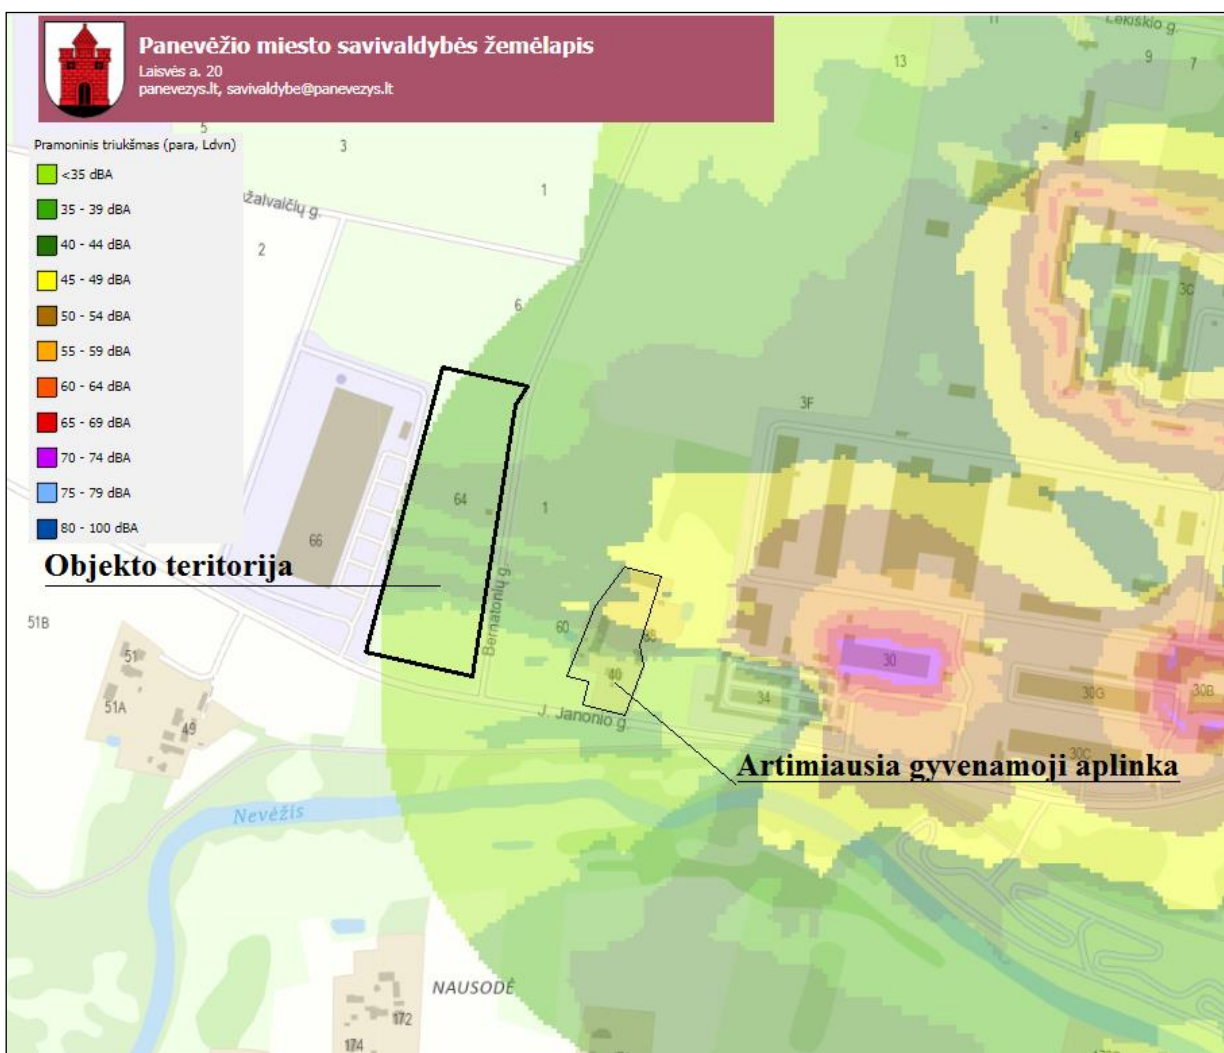 Panevėžio miesto savivaldybės žemėlapis
Laisvės a. 20
panevezys.lt, savivaldybe@panevezys.lt
Pramoninis triukšmas (para, Ldvn)
<35 dBA
35 - 39 dBA
40 - 44 dBA
45 - 49 dBA
50 - 54 dBA
55 - 59 dBA
60 - 64 dBA
65 - 69 dBA
70 - 74 dBA
75 - 79 dBA
80 - 100 dBA
11
Lėkiškio g.
13
9
7
5
5
3
1
žalvaičių g.
2
6
3C
3F
64
1
66
Objekto teritorija
Bernatonių g.
51B
60
38
51
30
40
34
30G
30B
51A
49
J. Janonio g.
30C
Artimiausia gyvenamoji aplinka
Nevėžis
NAUSODĖ
172
174